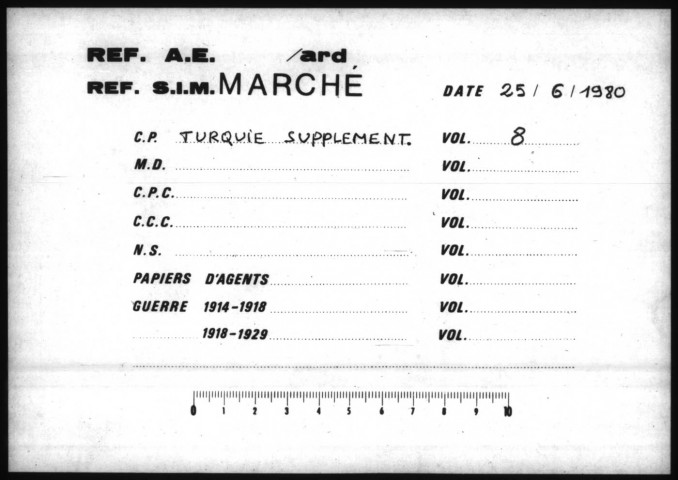 REF. A.E. /ard
REF. S.I.M. MARCHÉ DATE 25 / 6 / 1980
C.P. TURQUIE SUPPLEMENT. VOL. 8
M.D. VOL.
C.P.C. VOL.
C.C.C. VOL.
N.S. VOL.
PAPIERS D'AGENTS VOL.
GUERRE 1914-1918 VOL.
1918-1929 VOL.
0 1 2 3 4 5 6 7 8 9 10